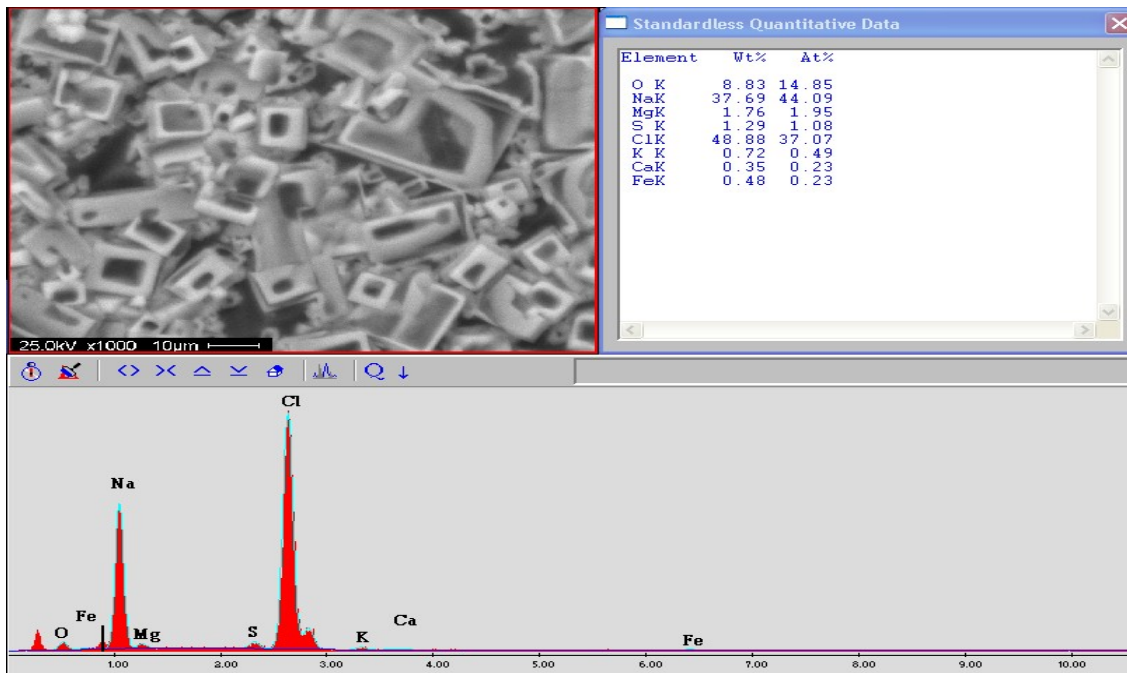 Standardless Quantitative Data
Element Wt% At%
O K 8.83 14.85
NaK 37.69 44.09
MgK 1.76 1.95
S K 1.29 1.08
ClK 48.88 37.07
K K 0.72 0.49
CaK 0.35 0.23
FeK 0.48 0.23
25.0kV x1000 10µm
Q
Cl
Na
Fe
O
Mg
S
K
Ca
Fe
1.00 2.00 3.00 4.00 5.00 6.00 7.00 8.00 9.00 10.00